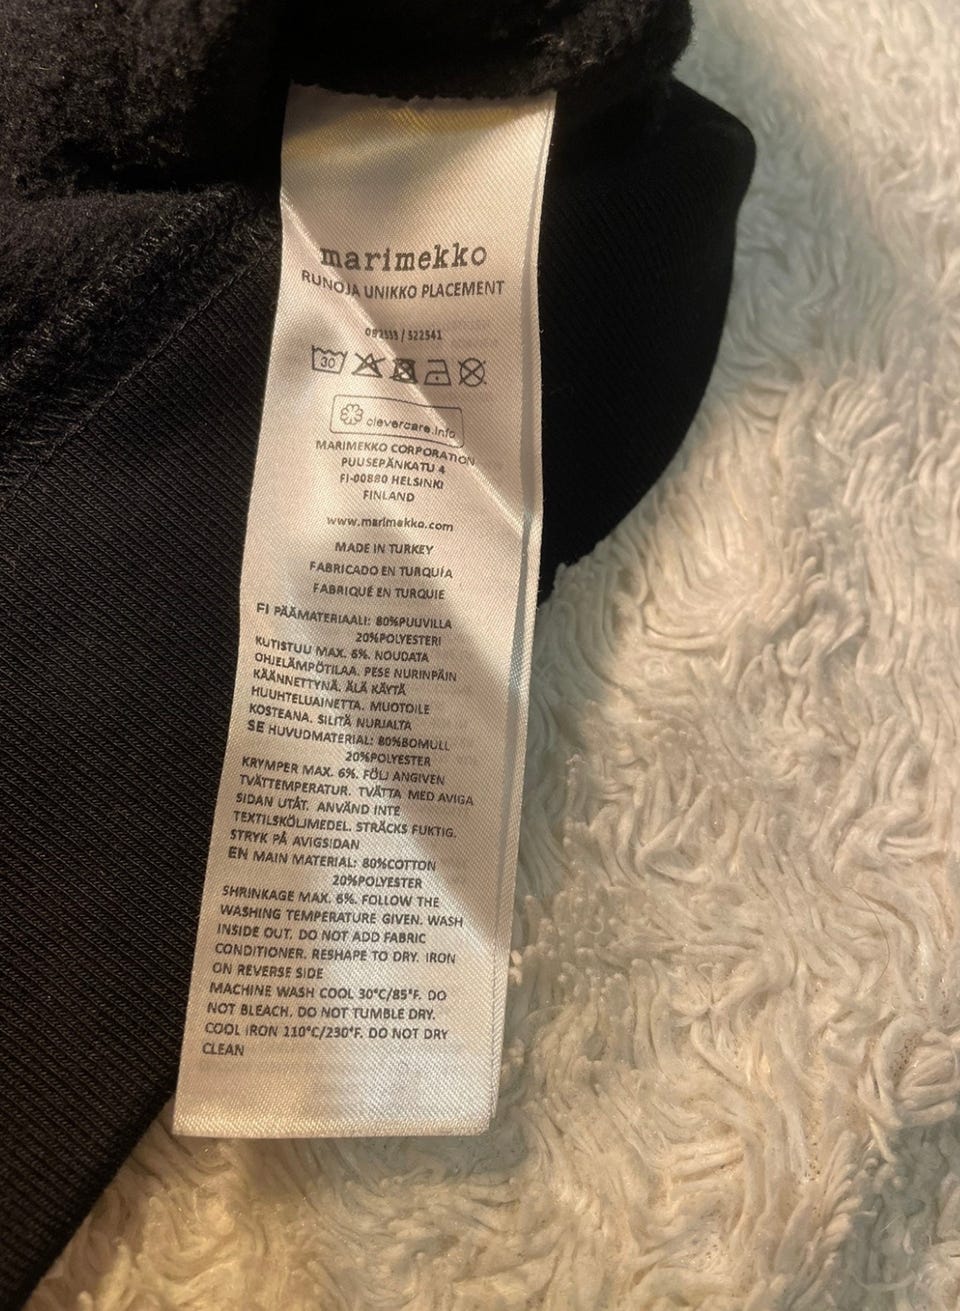 marimekko
RUNOJA UNIKKO PLACEMENT
092555 / 522541
30
clevercare.info
MARIMEKKO CORPORATION
PUUSEPÄNKATU 4
FI-00880 HELSINKI
FINLAND
www.marimekko.com
MADE IN TURKEY
FABRICADO EN TURQUÍA
FABRIQUÉ EN TURQUIE
FI PÄÄMATERIAALI: 80%PUUVILLA
20%POLYESTERI
KUTISTUU MAX. 6%. NOUDATA
OHJELÄMPÖTILAA. PESE NURINPÄIN
KÄÄNNETTYNÄ. ÄLÄ KÄYTÄ
HUUHTELUAINETTA. MUOTOILE
KOSTEANA. SILITÄ NURJALTA
SE HUVUDMATERIAL: 80%BOMULL
20%POLYESTER
KRYMPER MAX. 6%. FÖLJ ANGIVEN
TVÄTTEMPERATUR. TVÄTTA MED AVIGA
SIDAN UTÅT. ANVÄND INTE
TEXTILSKÖLJMEDEL. STRÄCKS FUKTIG.
STRYK PÅ AVIGSIDAN
EN MAIN MATERIAL: 80%COTTON
20%POLYESTER
SHRINKAGE MAX. 6%. FOLLOW THE
WASHING TEMPERATURE GIVEN. WASH
INSIDE OUT. DO NOT ADD FABRIC
CONDITIONER. RESHAPE TO DRY. IRON
ON REVERSE SIDE
MACHINE WASH COOL 30°C/85°F. DO
NOT BLEACH. DO NOT TUMBLE DRY.
COOL IRON 110°C/230°F. DO NOT DRY
CLEAN